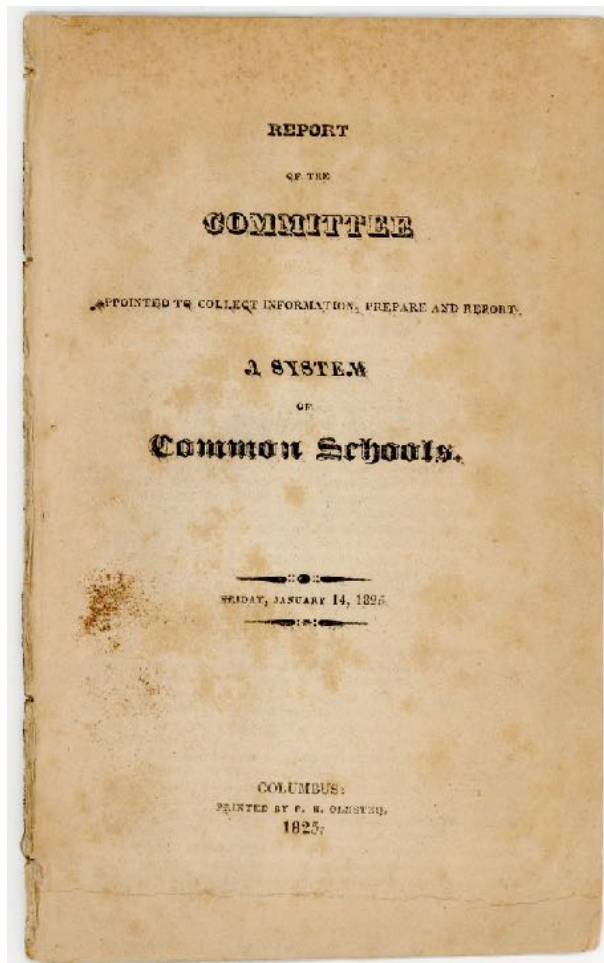 REPORT
OF THE
COMMITTEE
APPOINTED TO COLLECT INFORMATION, PREPARE AND REPORT
A SYSTEM
OF
Common Schools.
FRIDAY, JANUARY 14, 1825
COLUMBUS:
PRINTED BY P. H. OLMSTED,
1825.